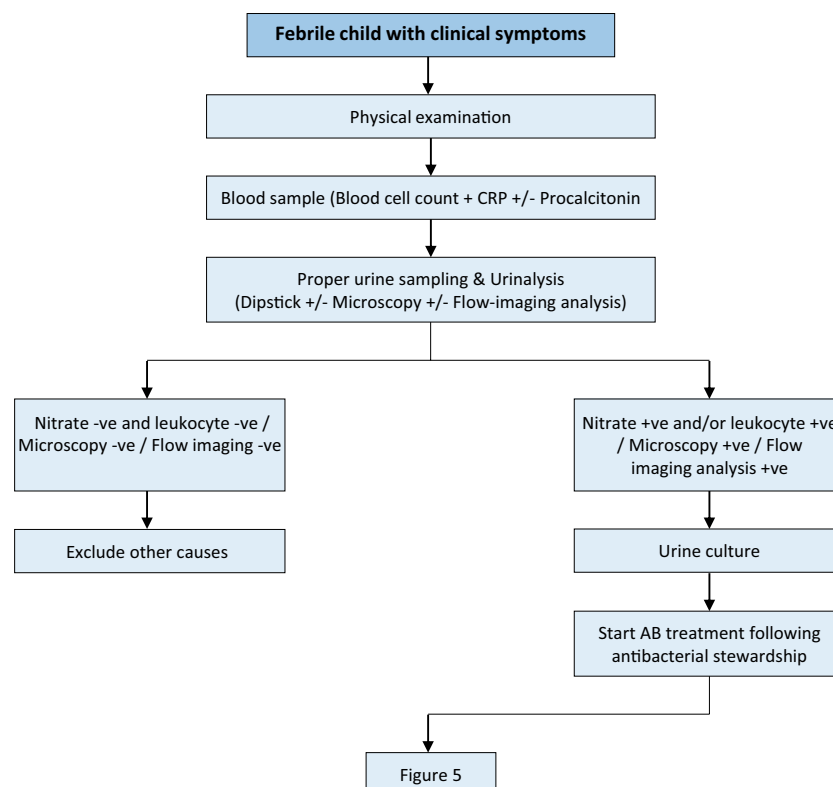 Febrile child with clinical symptoms
Physical examination
Blood sample (Blood cell count + CRP +/- Procalcitonin
Proper urine sampling & Urinalysis
(Dipstick +/- Microscopy +/- Flow-imaging analysis)
Nitrate -ve and leukocyte -ve /
Microscopy -ve / Flow imaging -ve
Nitrate +ve and/or leukocyte +ve
/ Microscopy +ve / Flow
imaging analysis +ve
Exclude other causes
Urine culture
Start AB treatment following
antibacterial stewardship
Figure 5